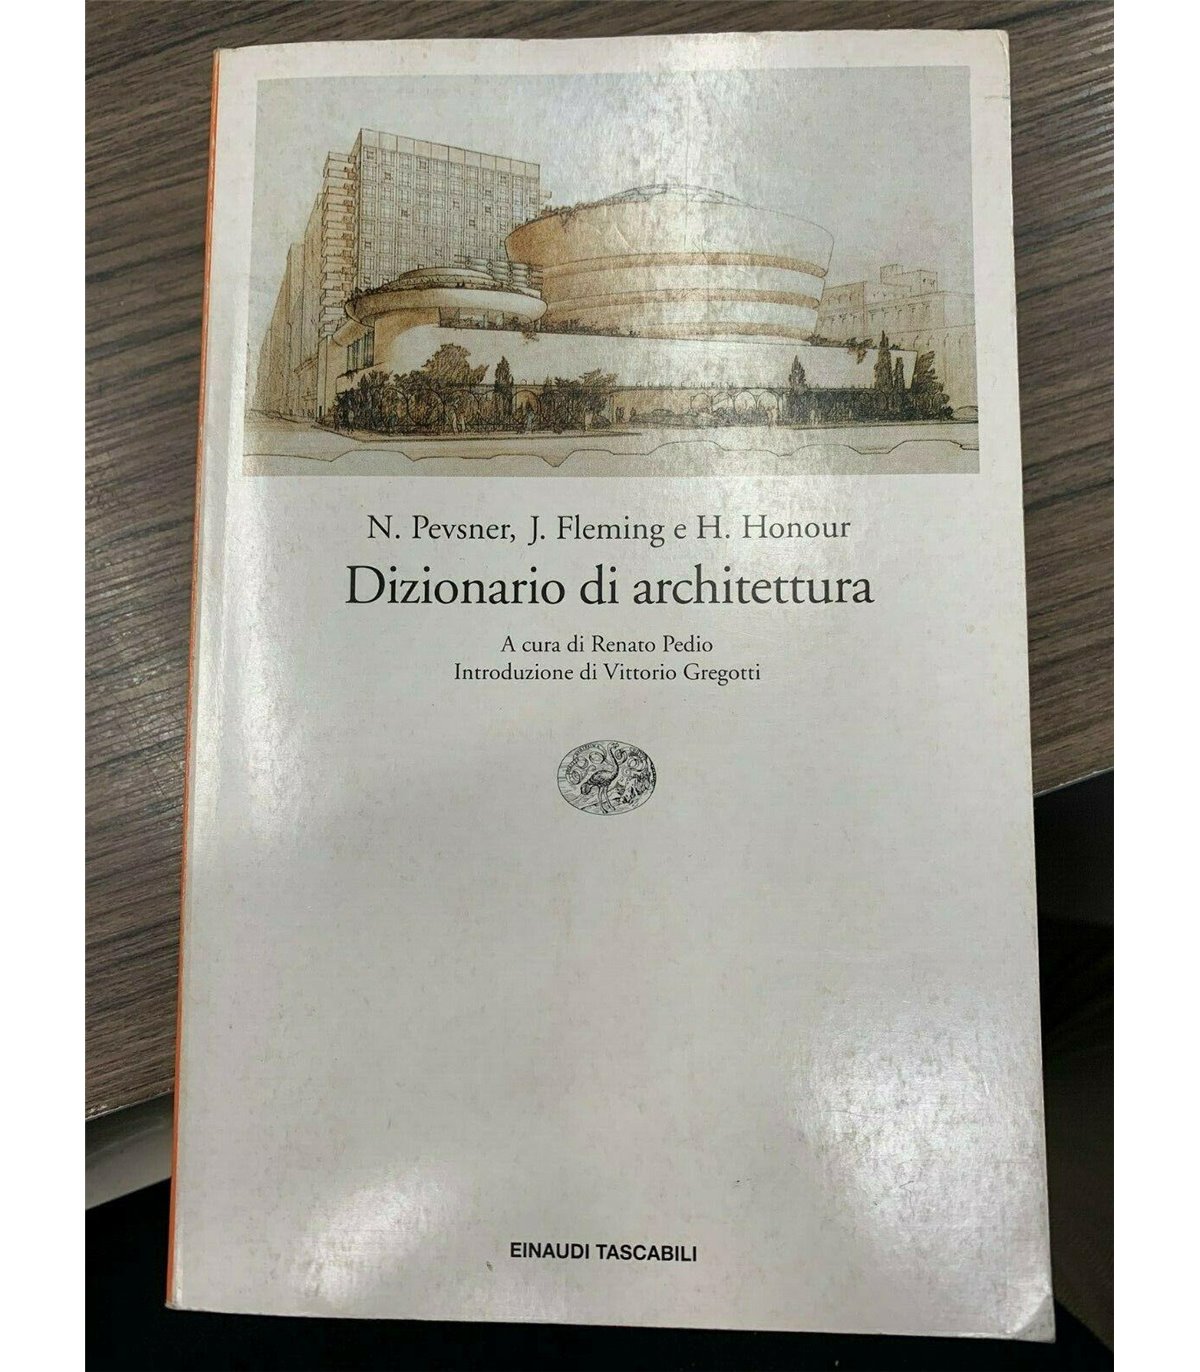 N. Pevsner, J. Fleming e H. Honour
Dizionario di architettura
A cura di Renato Pedio
Introduzione di Vittorio Gregotti
EINAUDI TASCABILI